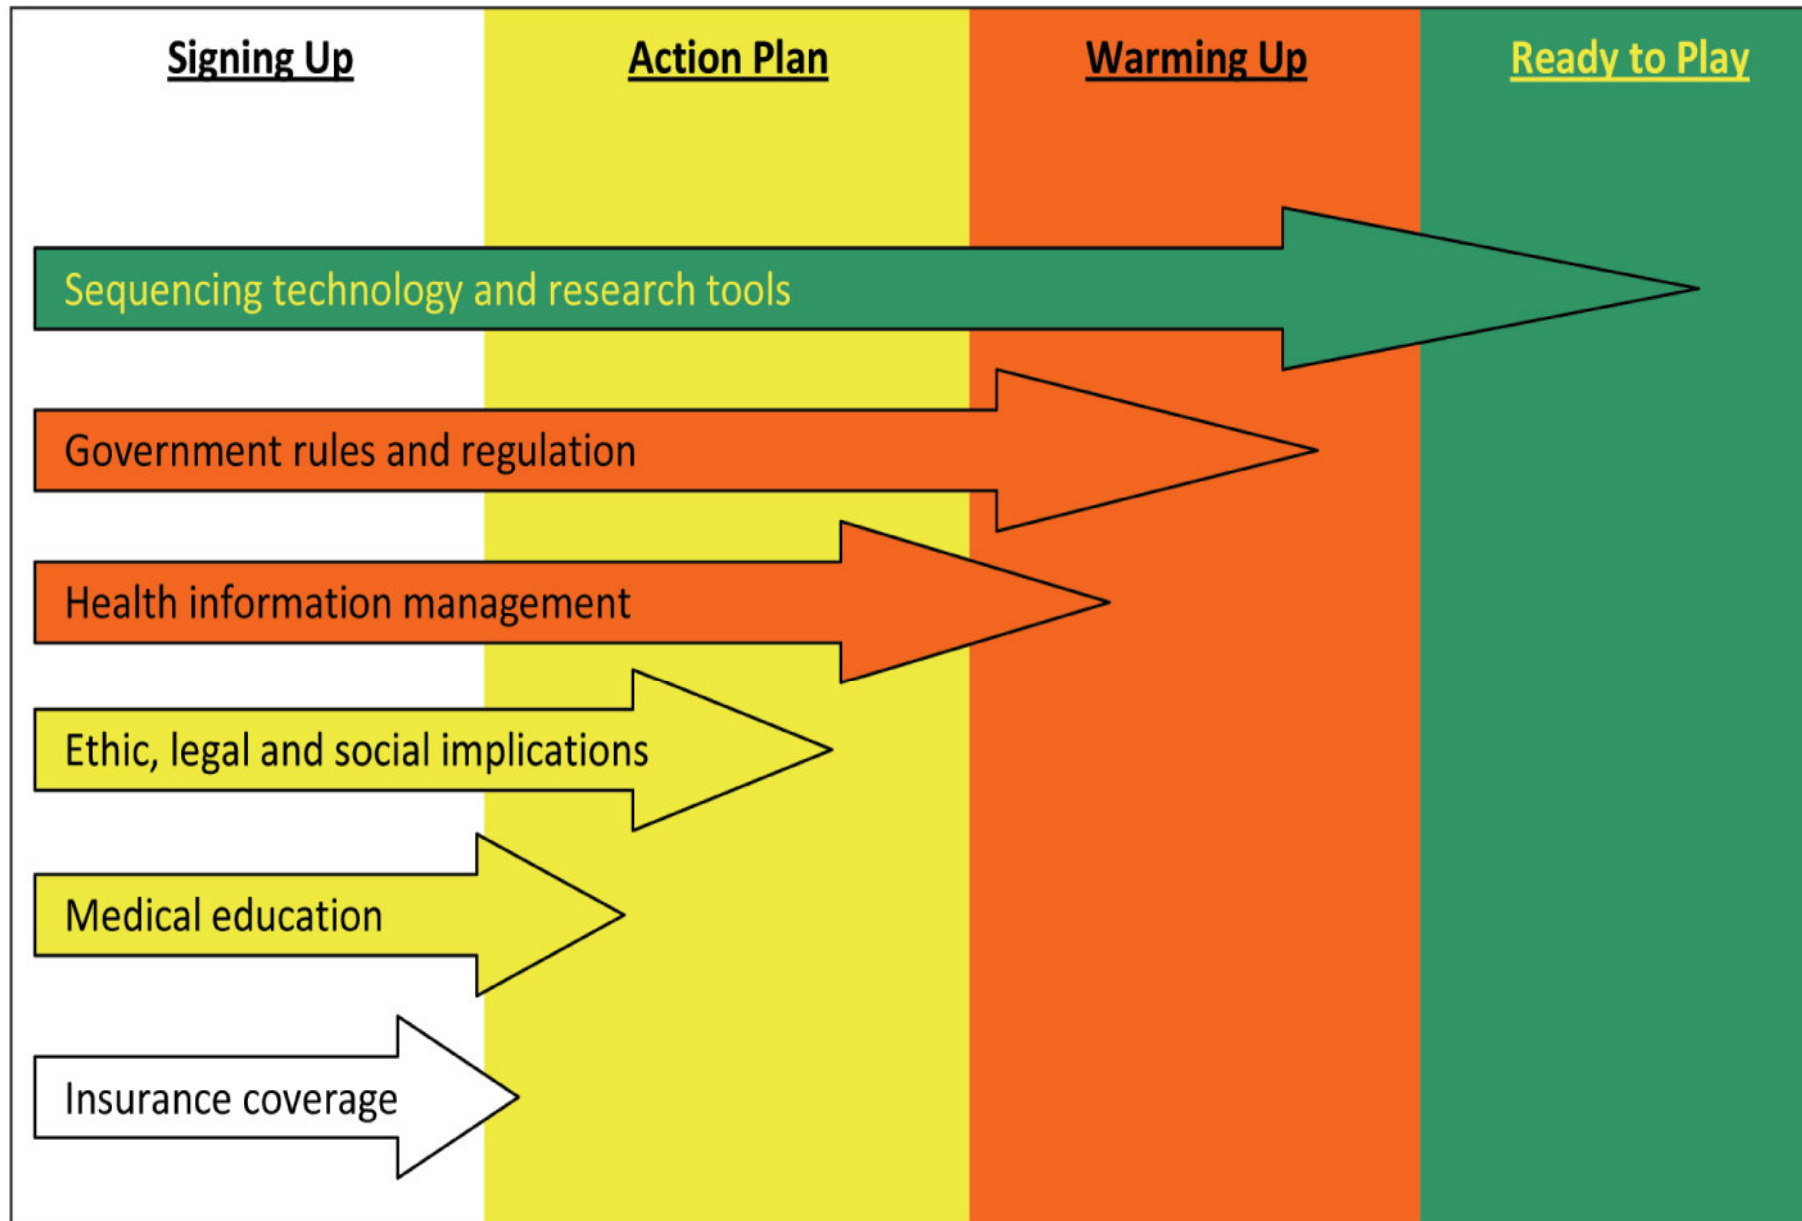 Signing Up
Action Plan
Warming Up
Ready to Play
Sequencing technology and research tools
Government rules and regulation
Health information management
Ethic, legal and social implications
Medical education
Insurance coverage